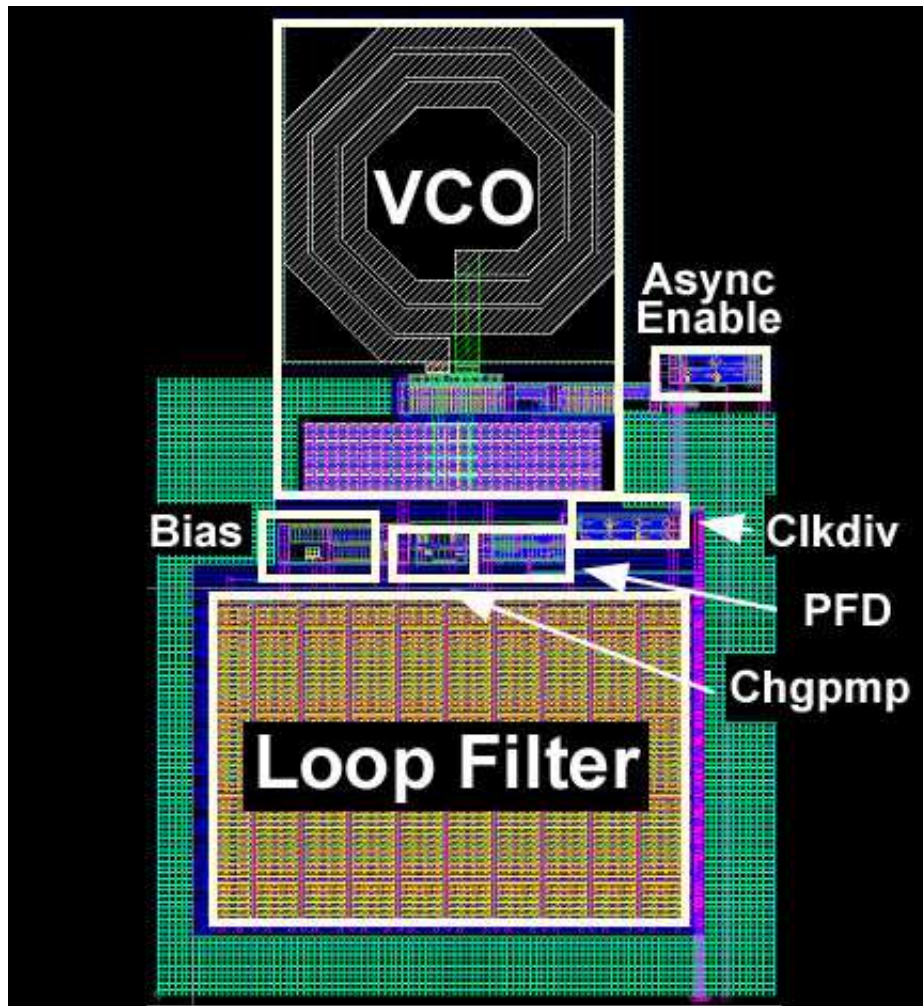 VCO
Async
Enable
Bias
Clkdiv
PFD
Chgpmp
Loop Filter